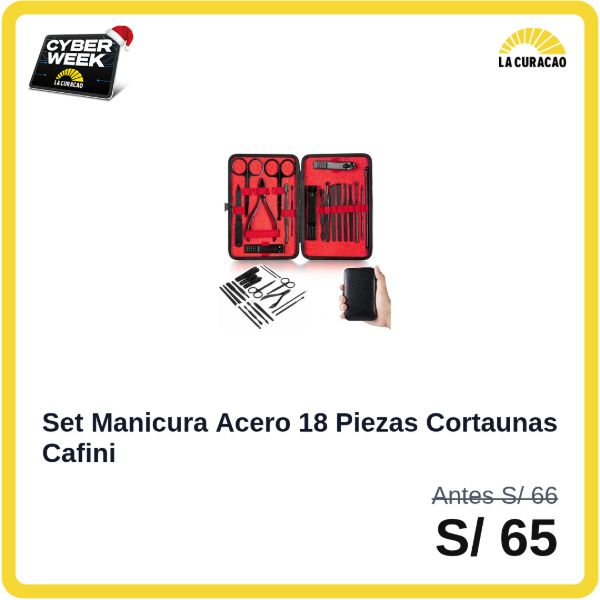 CYBER
WEEK
LA CURACAO
LA CURACAO
Set Manicura Acero 18 Piezas Cortaunas
Cafini
Antes S/ 66
S/ 65